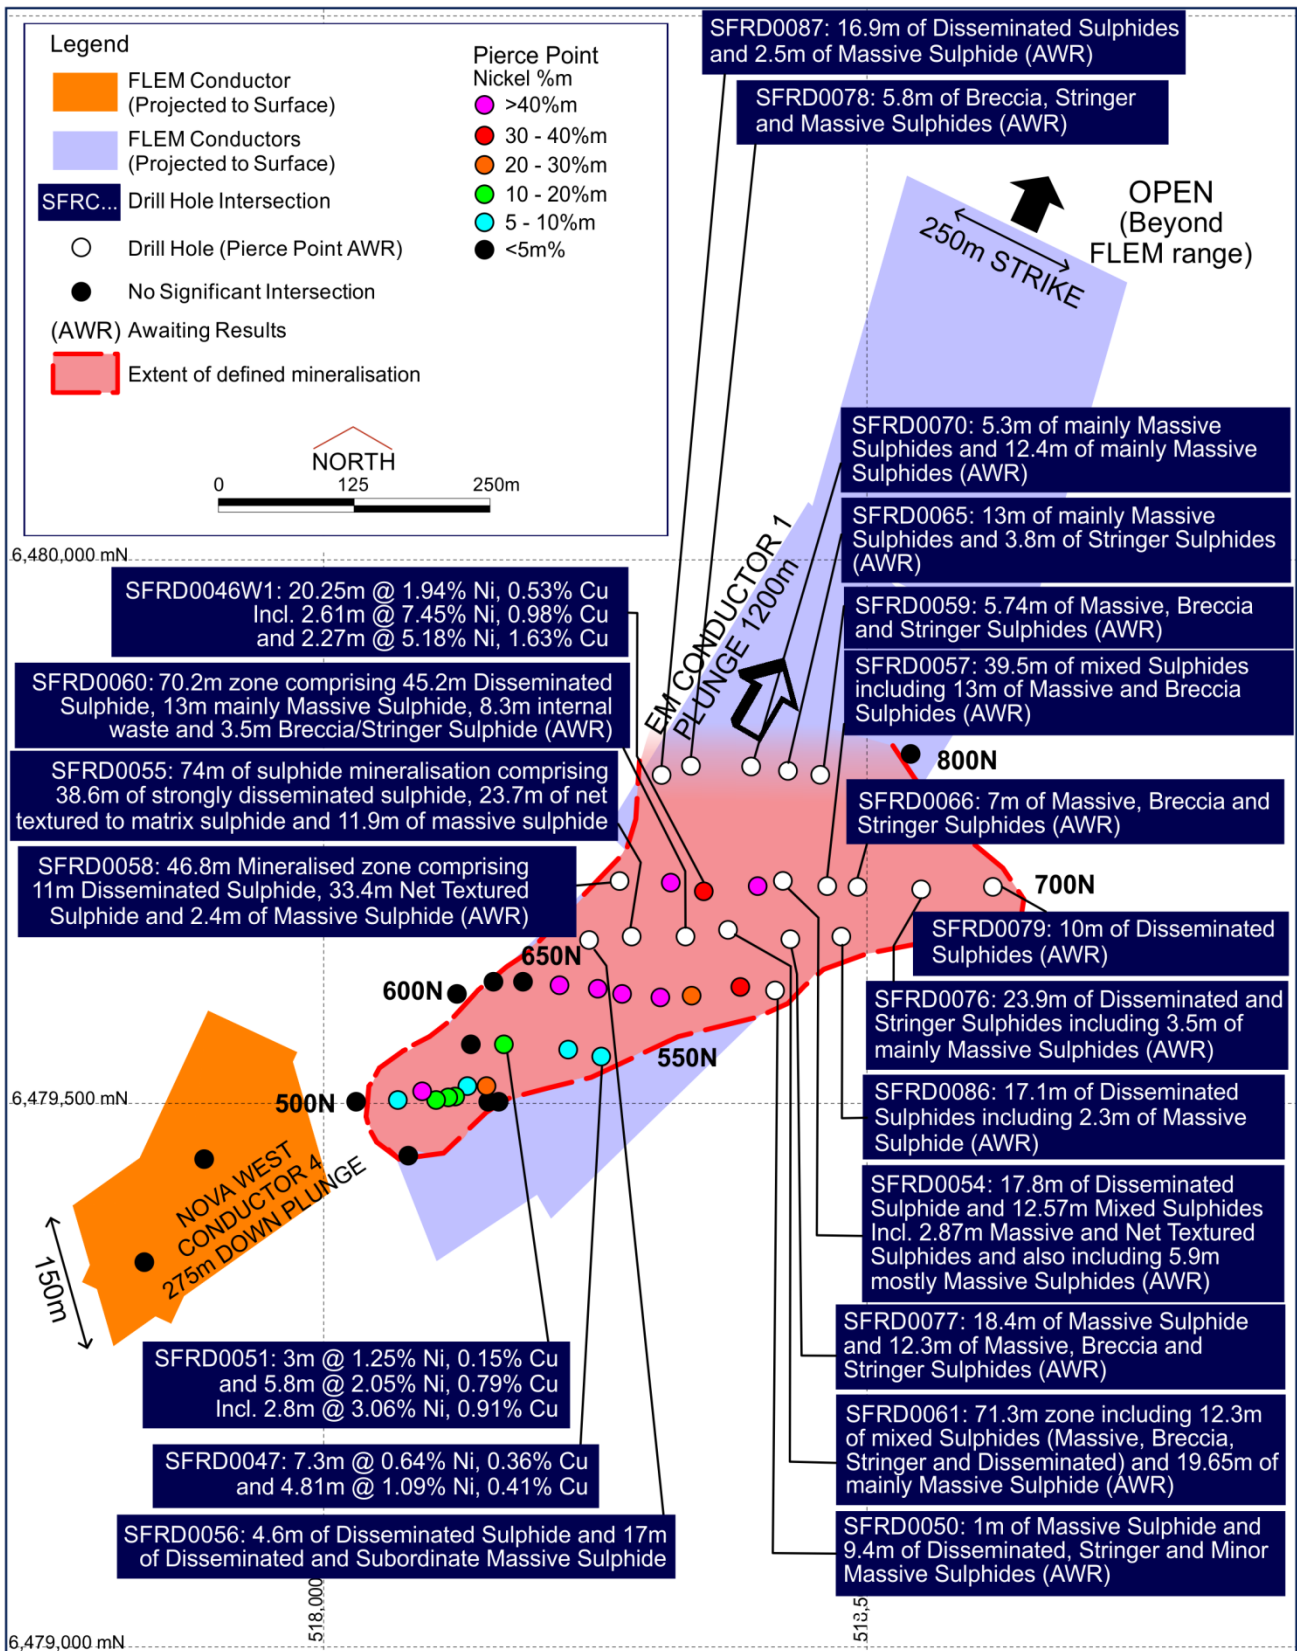 Legend
FLEM Conductor
(Projected to Surface)
FLEM Conductors
(Projected to Surface)
SFRC... Drill Hole Intersection
Drill Hole (Pierce Point AWR)
No Significant Intersection
(AWR) Awaiting Results
Extent of defined mineralisation
Pierce Point
Nickel %m
>40%m
30 - 40%m
20 - 30%m
10 - 20%m
5 - 10%m
<5m%
NORTH
0 125 250m
SFRD0087: 16.9m of Disseminated Sulphides
and 2.5m of Massive Sulphide (AWR)
SFRD0078: 5.8m of Breccia, Stringer
and Massive Sulphides (AWR)
OPEN
(Beyond
FLEM range)
250m STRIKE
SFRD0070: 5.3m of mainly Massive
Sulphides and 12.4m of mainly Massive
Sulphides (AWR)
SFRD0065: 13m of mainly Massive
Sulphides and 3.8m of Stringer Sulphides
(AWR)
SFRD0059: 5.74m of Massive, Breccia
and Stringer Sulphides (AWR)
SFRD0057: 39.5m of mixed Sulphides
including 13m of Massive and Breccia
Sulphides (AWR)
6,480,000 mN
EM CONDUCTOR 1
PLUNGE 1200m
SFRD0046W1: 20.25m @ 1.94% Ni, 0.53% Cu
Incl. 2.61m @ 7.45% Ni, 0.98% Cu
and 2.27m @ 5.18% Ni, 1.63% Cu
SFRD0060: 70.2m zone comprising 45.2m Disseminated
Sulphide, 13m mainly Massive Sulphide, 8.3m internal
waste and 3.5m Breccia/Stringer Sulphide (AWR)
SFRD0055: 74m of sulphide mineralisation comprising
38.6m of strongly disseminated sulphide, 23.7m of net
textured to matrix sulphide and 11.9m of massive sulphide
SFRD0058: 46.8m Mineralised zone comprising
11m Disseminated Sulphide, 33.4m Net Textured
Sulphide and 2.4m of Massive Sulphide (AWR)
800N
SFRD0066: 7m of Massive, Breccia and
Stringer Sulphides (AWR)
700N
SFRD0079: 10m of Disseminated
Sulphides (AWR)
650N
600N
550N
500N
SFRD0076: 23.9m of Disseminated and
Stringer Sulphides including 3.5m of
mainly Massive Sulphides (AWR)
SFRD0086: 17.1m of Disseminated
Sulphides including 2.3m of Massive
Sulphide (AWR)
6,479,500 mN
NOVA WEST
CONDUCTOR 4
275m DOWN PLUNGE
150m
SFRD0054: 17.8m of Disseminated
Sulphide and 12.57m Mixed Sulphides
Incl. 2.87m Massive and Net Textured
Sulphides and also including 5.9m
mostly Massive Sulphides (AWR)
SFRD0077: 18.4m of Massive Sulphide
and 12.3m of Massive, Breccia and
Stringer Sulphides (AWR)
SFRD0051: 3m @ 1.25% Ni, 0.15% Cu
and 5.8m @ 2.05% Ni, 0.79% Cu
Incl. 2.8m @ 3.06% Ni, 0.91% Cu
SFRD0061: 71.3m zone including 12.3m
of mixed Sulphides (Massive, Breccia,
Stringer and Disseminated) and 19.65m of
mainly Massive Sulphide (AWR)
SFRD0047: 7.3m @ 0.64% Ni, 0.36% Cu
and 4.81m @ 1.09% Ni, 0.41% Cu
SFRD0056: 4.6m of Disseminated Sulphide and 17m
of Disseminated and Subordinate Massive Sulphide
SFRD0050: 1m of Massive Sulphide and
9.4m of Disseminated, Stringer and Minor
Massive Sulphides (AWR)
518,000
513,5
6,479,000 mN